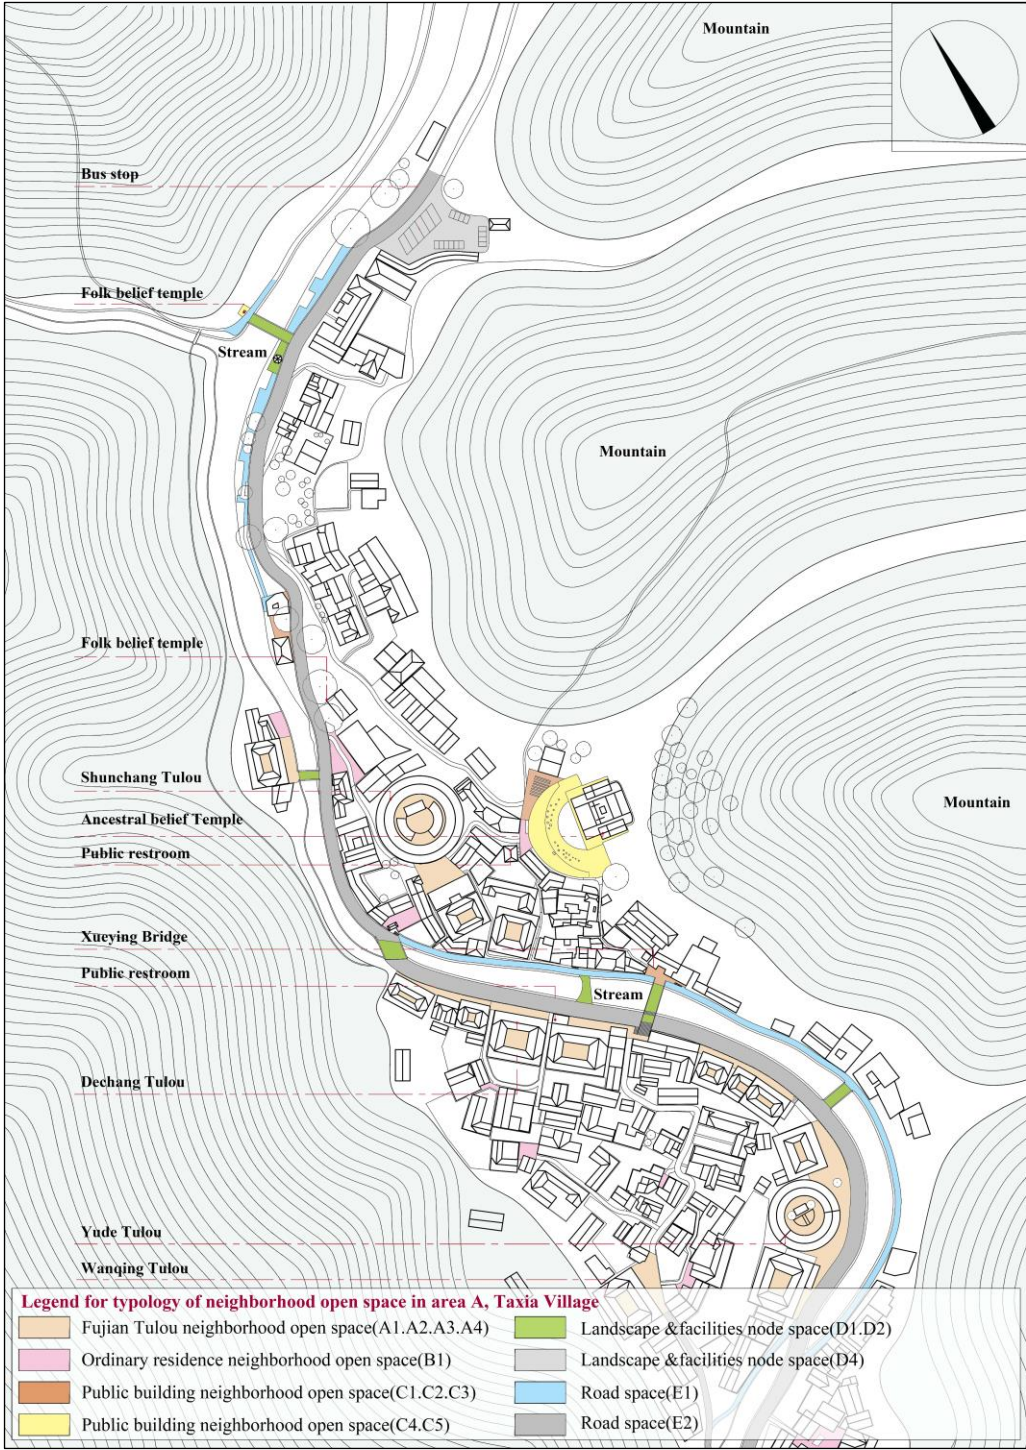 Mountain
Bus stop
Folk belief temple
Stream
Mountain
Folk belief temple
Shunchang Tulou
Mountain
Ancestral belief Temple
Public restroom
Xueying Bridge
Public restroom
Stream
Dechang Tulou
Yude Tulou
Wanqing Tulou
Legend for typology of neighborhood open space in area A, Taxia Village
Fujian Tulou neighborhood open space(A1.A2.A3.A4)
Landscape &facilities node space(D1.D2)
Ordinary residence neighborhood open space(B1)
Landscape &facilities node space(D4)
Public building neighborhood open space(C1.C2.C3)
Road space(E1)
Public building neighborhood open space(C4.C5)
Road space(E2)